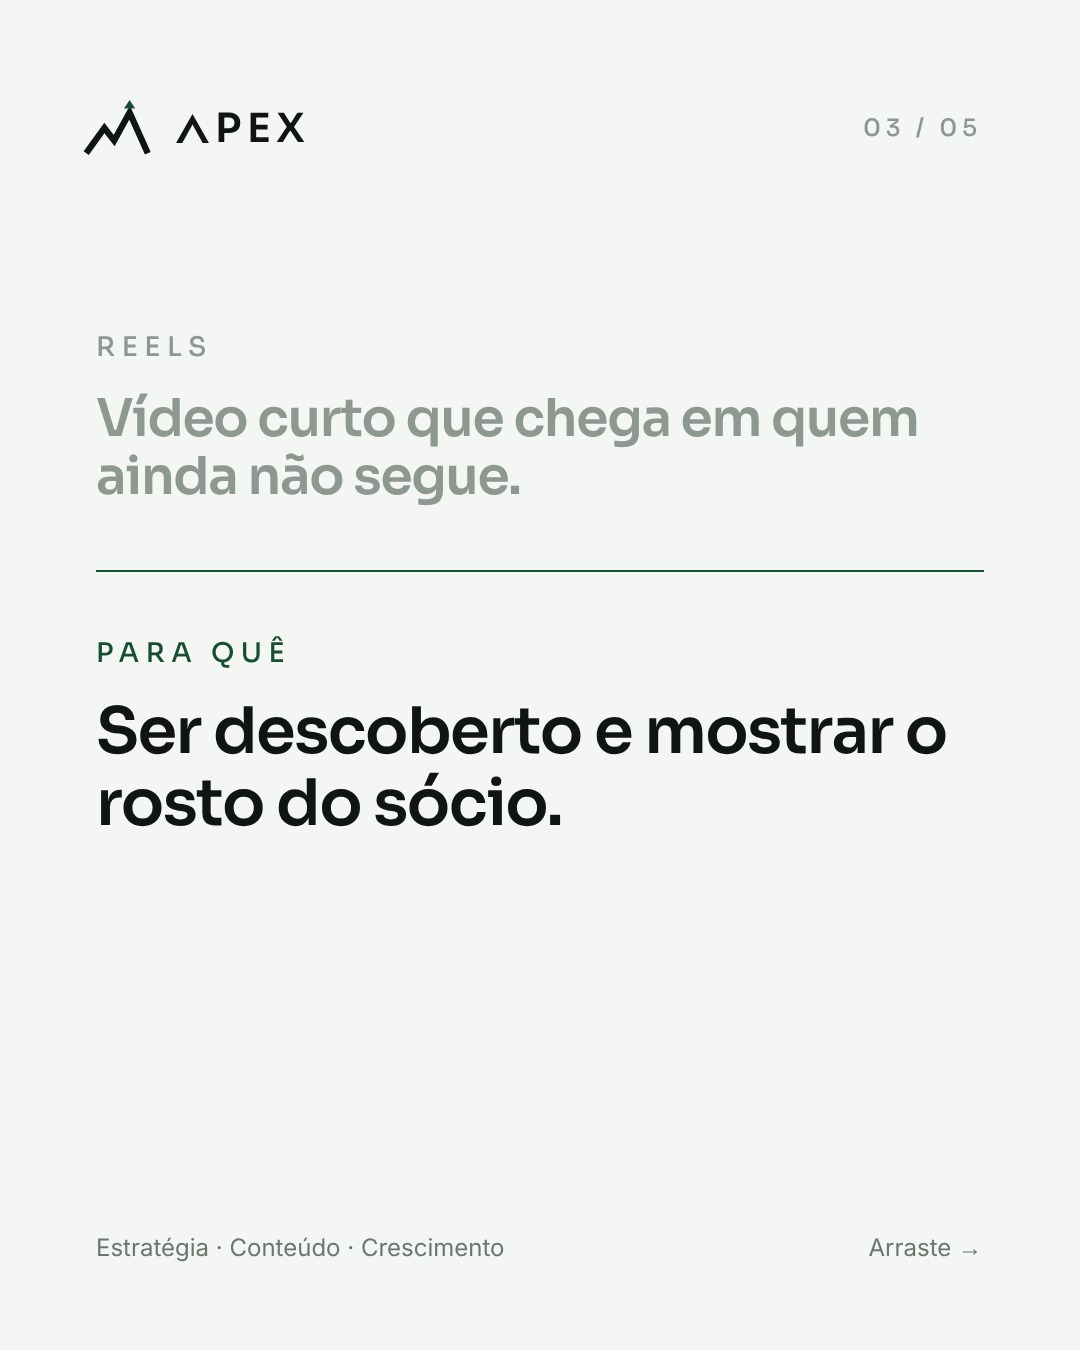 APEX
03 / 05
REELS
Vídeo curto que chega em quem
ainda não segue.
PARA QUÊ
Ser descoberto e mostrar o
rosto do sócio.
Estratégia · Conteúdo · Crescimento
Arraste →